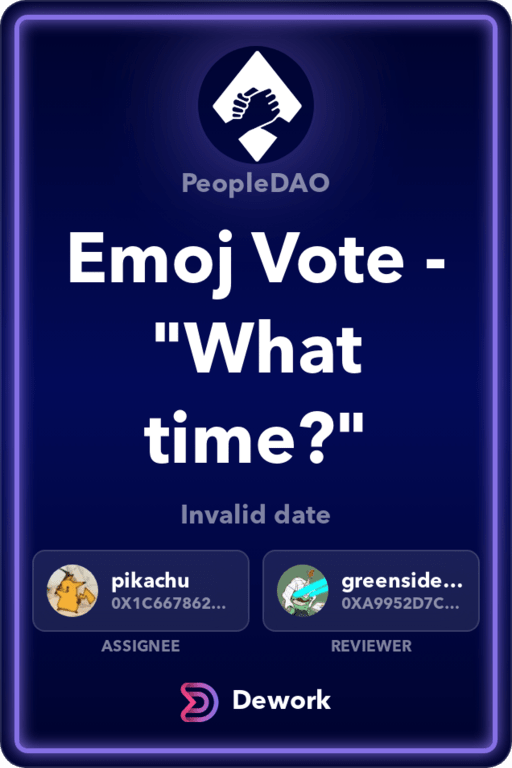 PeopleDAO
Emoj Vote -
"What
time?"
Invalid date
pikachu
0X1C667862...
ASSIGNEE
greenside...
0XA9952D7C...
REVIEWER
Dework